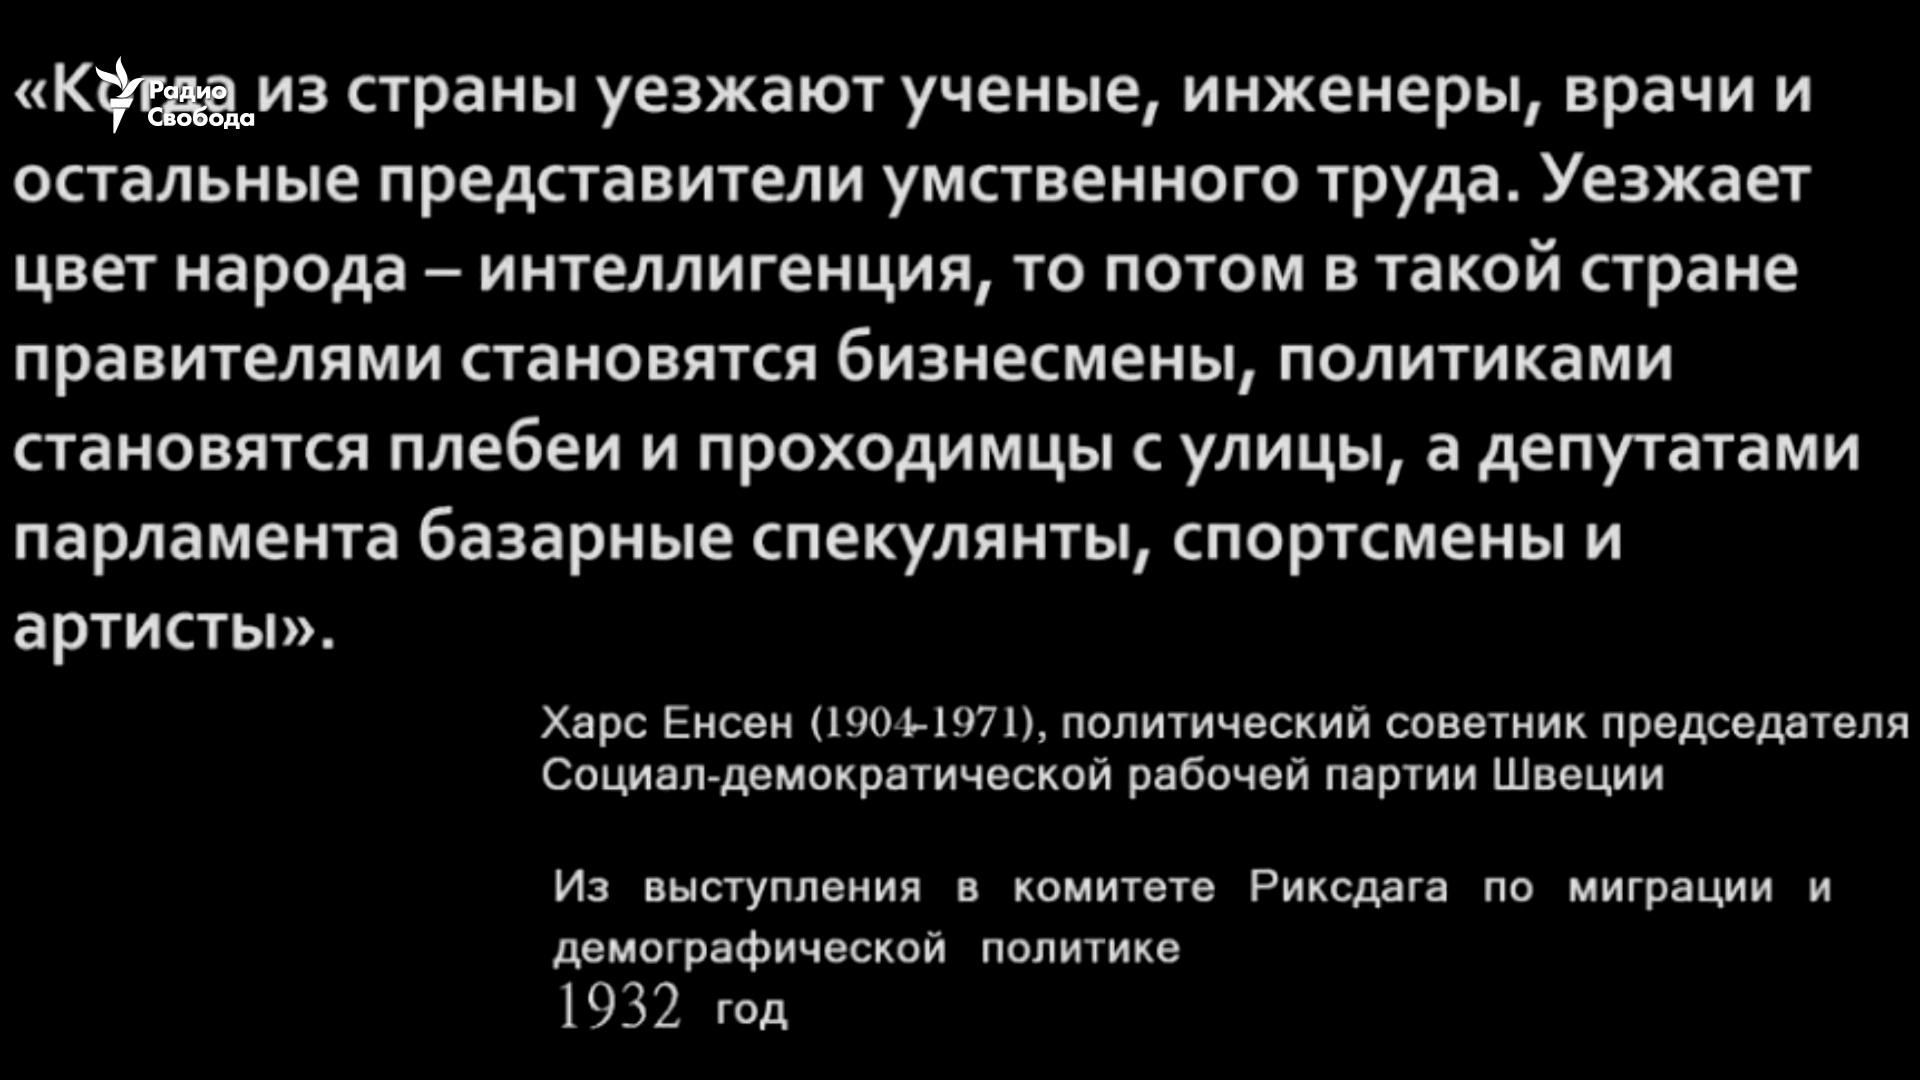 «Когда из страны уезжают ученые, инженеры, врачи и
Радио
Свобода
остальные представители умственного труда. Уезжает
цвет народа – интеллигенция, то потом в такой стране
правителями становятся бизнесмены, политиками
становятся плебеи и проходимцы с улицы, а депутатами
парламента базарные спекулянты, спортсмены и
артисты».
Харс Енсен (1904-1971), политический советник председателя
Социал-демократической рабочей партии Швеции
Из выступления в комитете Риксдага по миграции и
демографической политике
1932 год